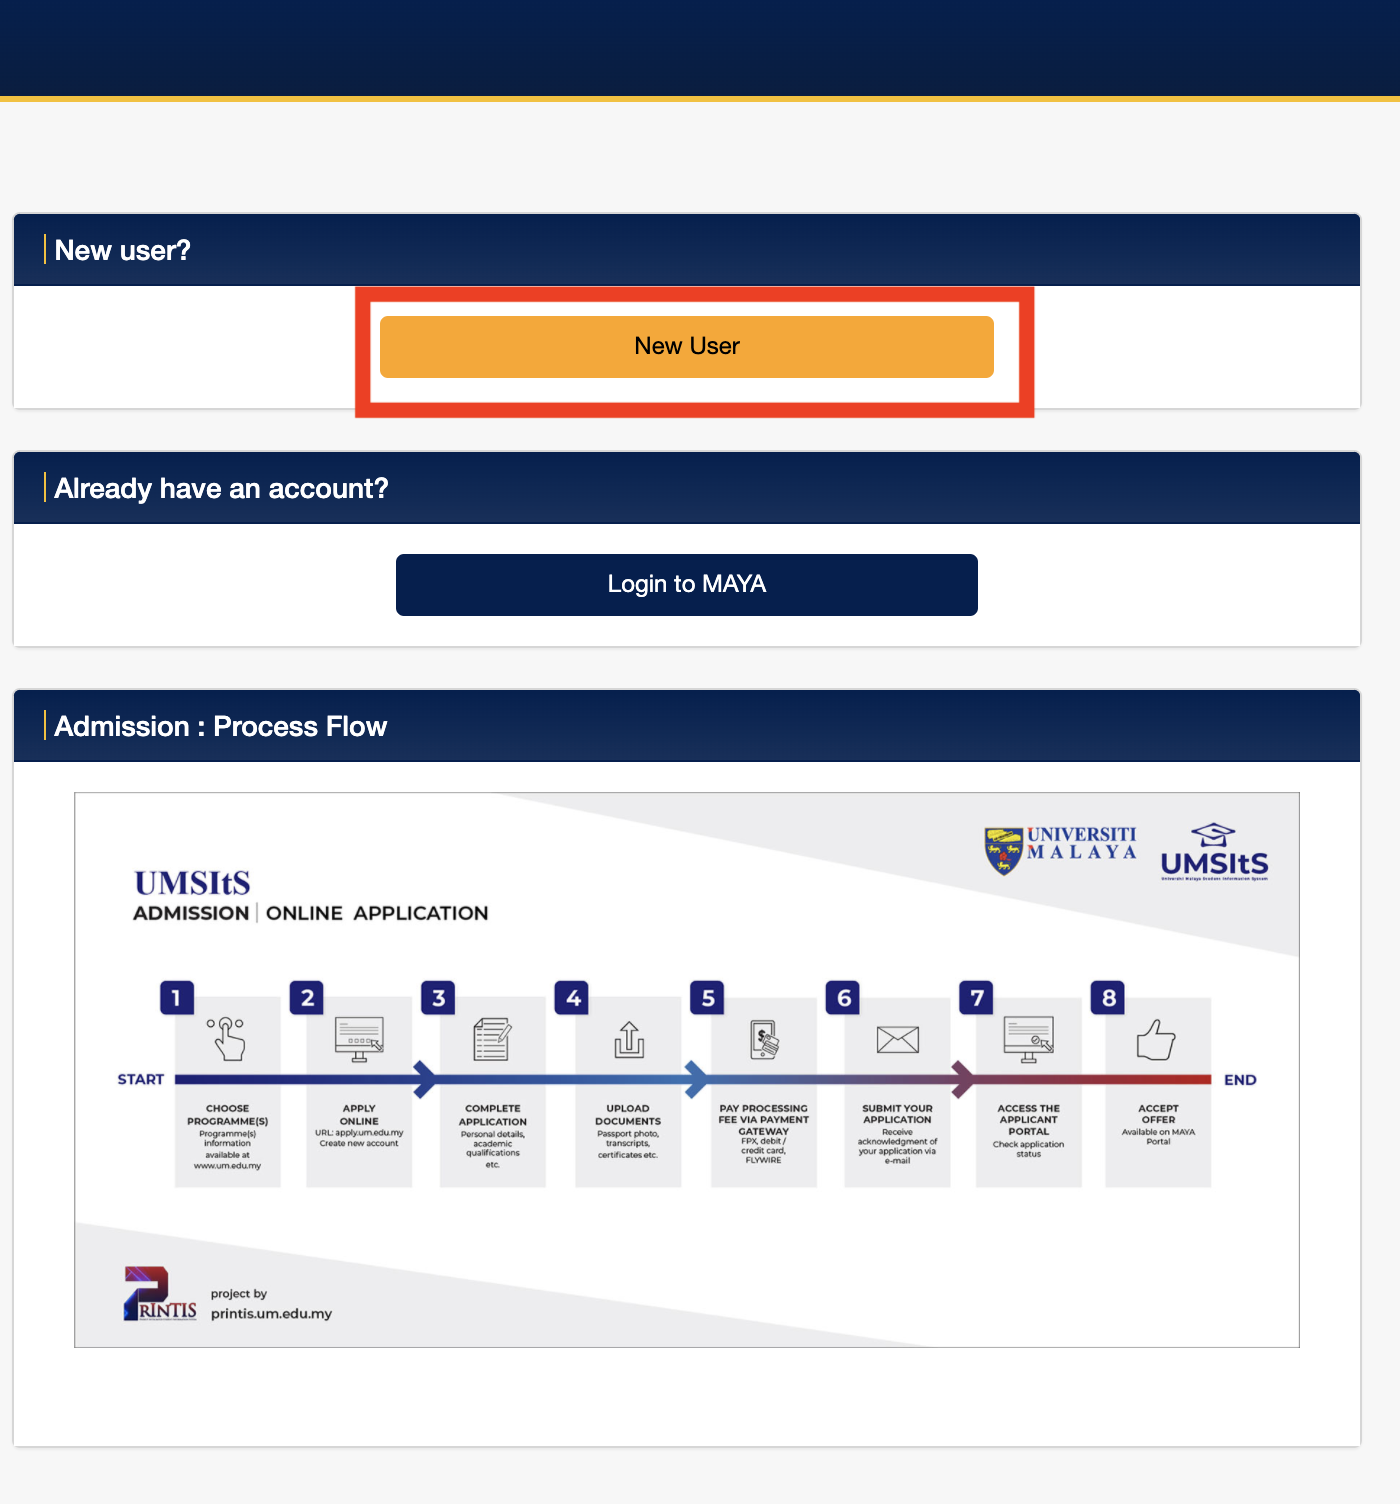 New user?
New User
Already have an account?
Login to MAYA
Admission : Process Flow
UNIVERSITI
MALAYA
UMSItS
Universiti Malaya Student Information System
UMSItS
ADMISSION | ONLINE APPLICATION
1
2
3
4
5
6
7
8
START
END
CHOOSE
PROGRAMME(S)
Programme(s)
information
available at
www.um.edu.my
APPLY
ONLINE
URL: apply.um.edu.my
Create new account
COMPLETE
APPLICATION
Personal details,
academic
qualifications
etc.
UPLOAD
DOCUMENTS
Passport photo,
transcripts,
certificates etc.
PAY PROCESSING
FEE VIA PAYMENT
GATEWAY
FPX, debit /
credit card,
FLYWIRE
SUBMIT YOUR
APPLICATION
Receive
acknowledgment of
your application via
e-mail
ACCESS THE
APPLICANT
PORTAL
Check application
status
ACCEPT
OFFER
Available on MAYA
Portal
PRINTIS
project by
printis.um.edu.my